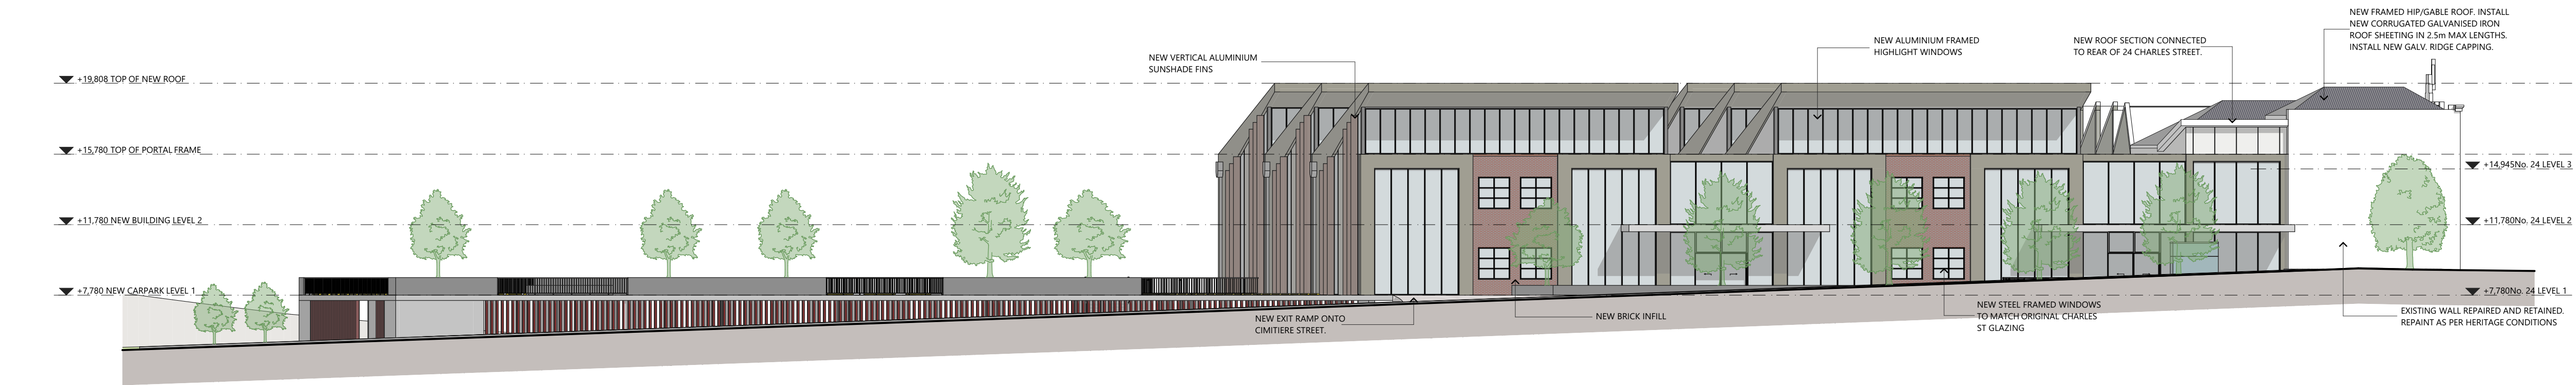 NEW FRAMED HIP/GABLE ROOF. INSTALL
NEW CORRUGATED GALVANISED IRON
ROOF SHEETING IN 2.5m MAX LENGTHS.
INSTALL NEW GALV. RIDGE CAPPING.
NEW VERTICAL ALUMINIUM
SUNSHADE FINS
NEW ALUMINIUM FRAMED
HIGHLIGHT WINDOWS
NEW ROOF SECTION CONNECTED
TO REAR OF 24 CHARLES STREET.
+19,808 TOP OF NEW ROOF
+15,780 TOP OF PORTAL FRAME
+11,780 NEW BUILDING LEVEL 2
+7,780 NEW CARPARK LEVEL 1
+14,945No. 24 LEVEL 3
+11,780No. 24 LEVEL 2
+7,780No. 24 LEVEL 1
NEW EXIT RAMP ONTO
CIMITIERE STREET.
NEW BRICK INFILL
NEW STEEL FRAMED WINDOWS
TO MATCH ORIGINAL CHARLES
ST GLAZING
EXISTING WALL REPAIRED AND RETAINED.
REPAINT AS PER HERITAGE CONDITIONS